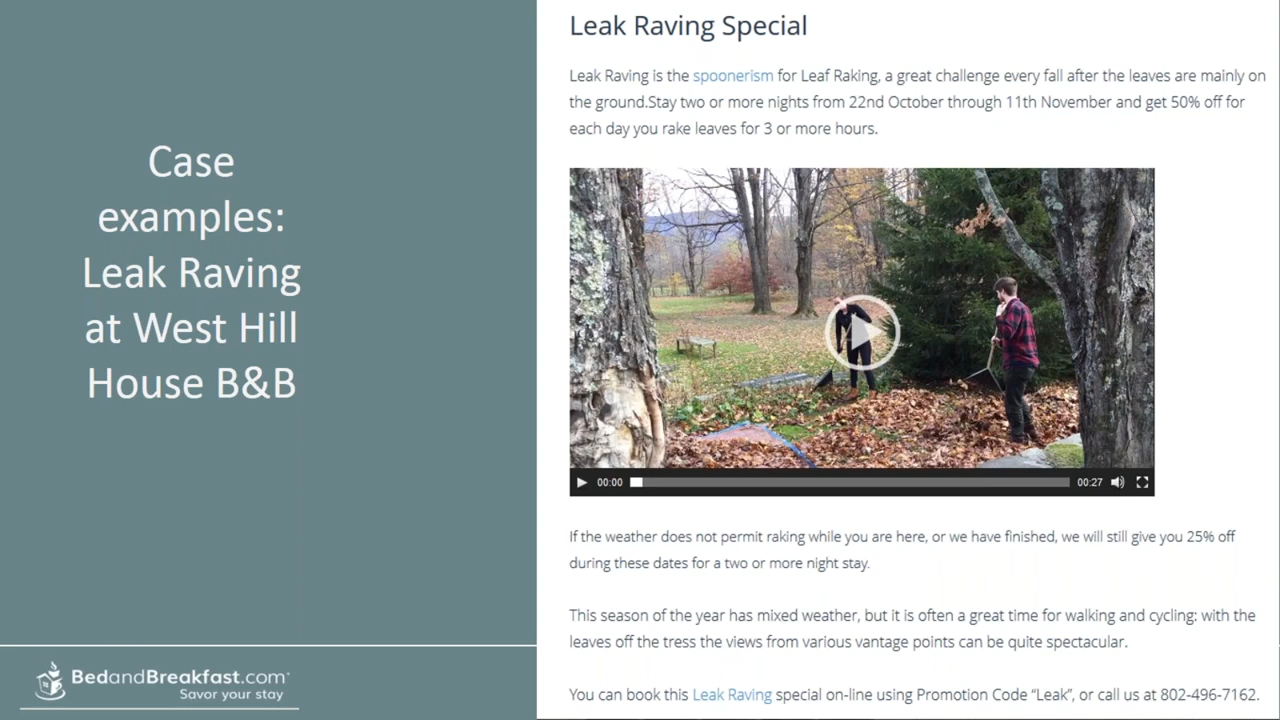 Case
examples:
Leak Raving
at West Hill
House B&B
BedandBreakfast.com
Savor your stay
Leak Raving Special
Leak Raving is the spoonerism for Leaf Raking, a great challenge every fall after the leaves are mainly on
the ground.Stay two or more nights from 22nd October through 11th November and get 50% off for
each day you rake leaves for 3 or more hours.
00:00 00:27
If the weather does not permit raking while you are here, or we have finished, we will still give you 25% off
during these dates for a two or more night stay.
This season of the year has mixed weather, but it is often a great time for walking and cycling: with the
leaves off the tress the views from various vantage points can be quite spectacular.
You can book this Leak Raving special on-line using Promotion Code “Leak”, or call us at 802-496-7162.